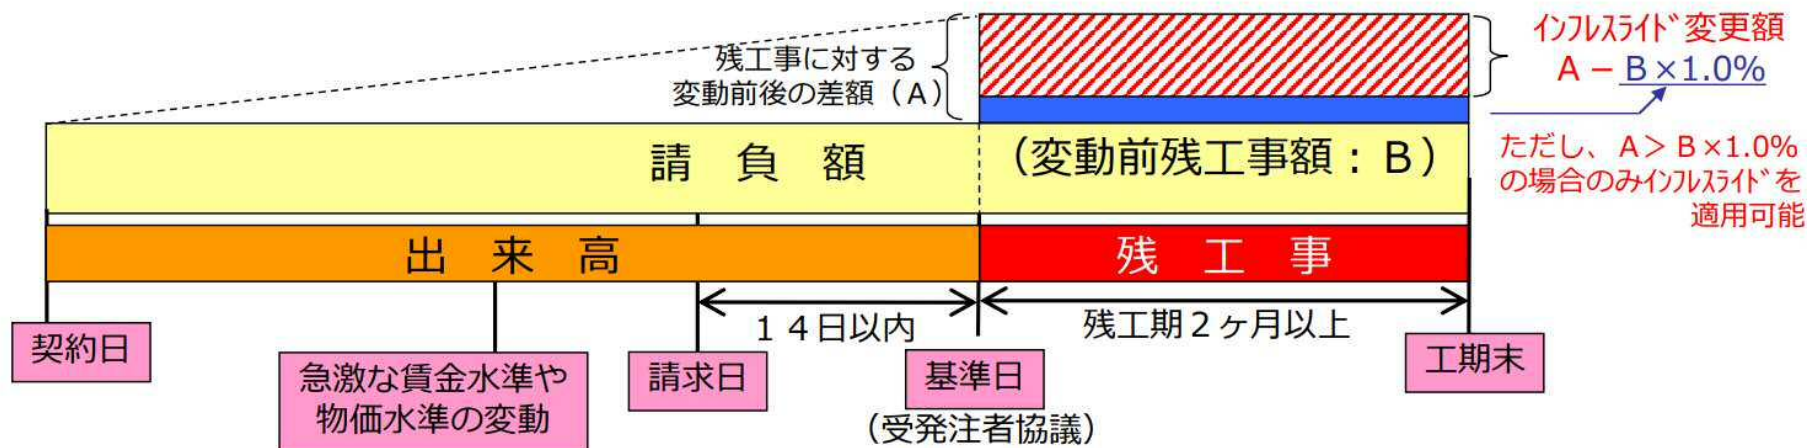 残工事に対する
変動前後の差額（Ａ）
ｲﾝﾌﾚｽﾗｲﾄﾞ変更額
Ａ－Ｂ×1.0%
請　負　額
（変動前残工事額：Ｂ）
ただし、Ａ＞Ｂ×1.0%
の場合のみｲﾝﾌﾚｽﾗｲﾄﾞを
適用可能
出　来　高
残　工　事
１４日以内
残工期２ヶ月以上
契約日
急激な賃金水準や
物価水準の変動
請求日
基準日
（受発注者協議）
工期末